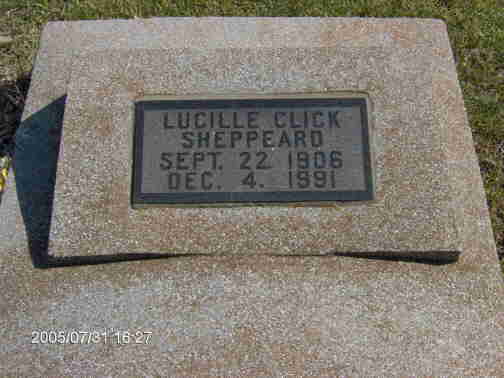 LUCILLE CLICK
SHEPPEARD
SEPT. 22 1906
DEC. 4. 1991
2005/07/31 16:27